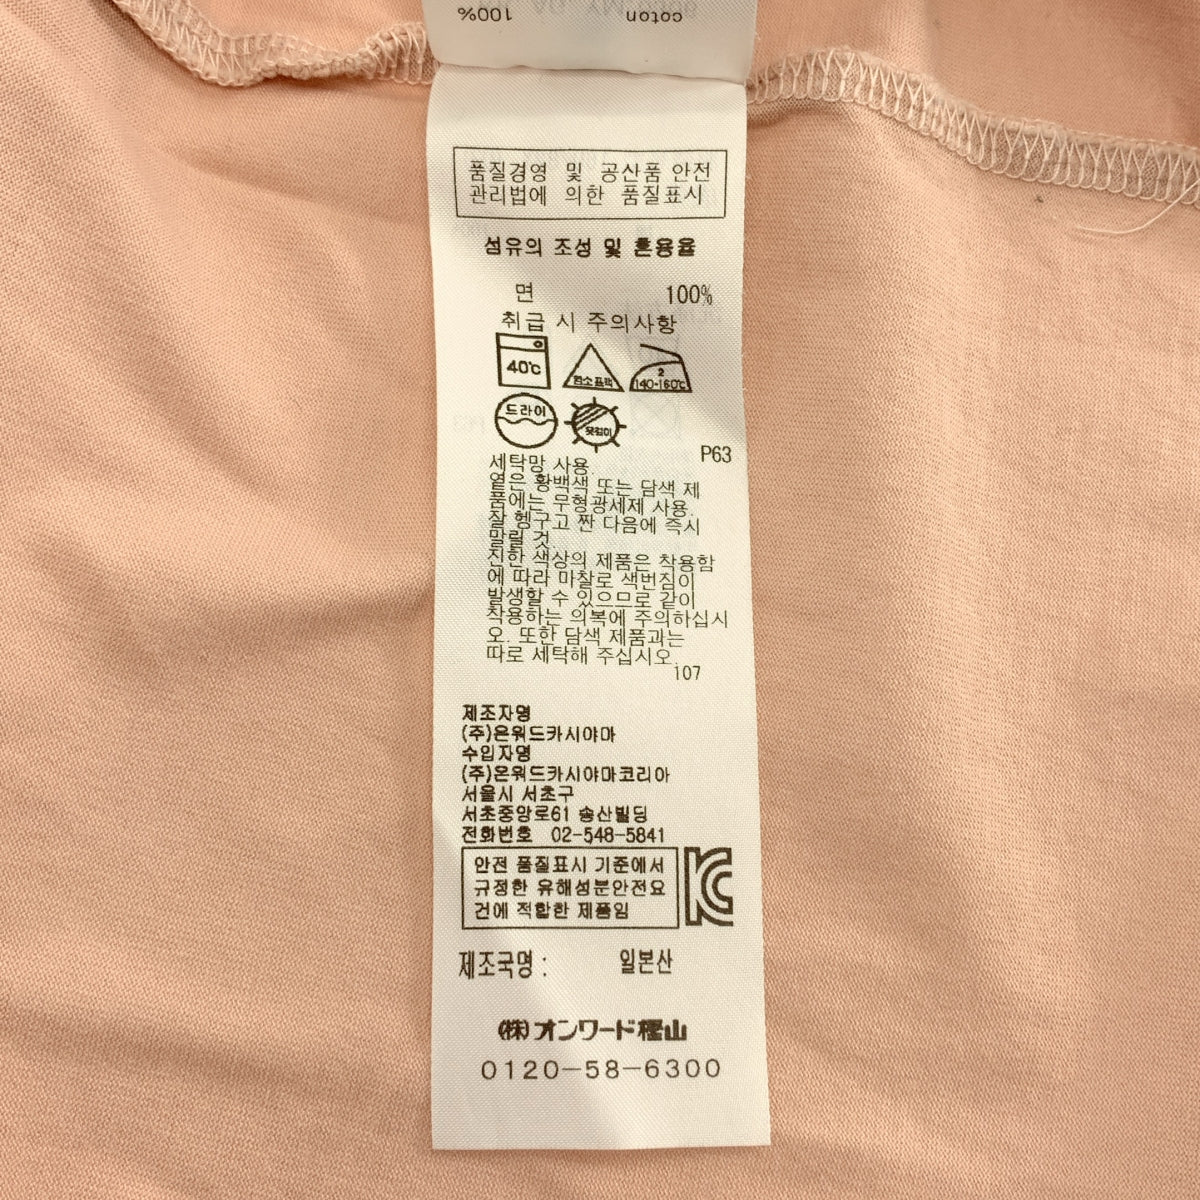 coton 100%
품질경영 및 공산품 안전
관리법에 의한 품질표시
섬유의 조성 및 혼용율
면 100%
취급 시 주의사항
40℃
염소표백
2
140-160℃
드라이
옷걸이
P63
세탁망 사용.
옅은 황백색 또는 담색 제
품에는 무형광세제 사용.
잘 헹구고 짠 다음에 즉시
말릴 것.
진한 색상의 제품은 착용함
에 따라 마찰로 색번짐이
발생할 수 있으므로 같이
착용하는 의복에 주의하십시
오. 또한 담색 제품과는
따로 세탁해 주십시오.
107
제조자명
(주)온워드카시야마
수입자명
(주)온워드카시야마코리아
서울시 서초구
서초중앙로61 송산빌딩
전화번호 02-548-5841
안전 품질표시 기준에서
규정한 유해성분안전요
건에 적합한 제품임
KC
제조국명 : 일본산
(株)オンワード樫山
0120-58-6300